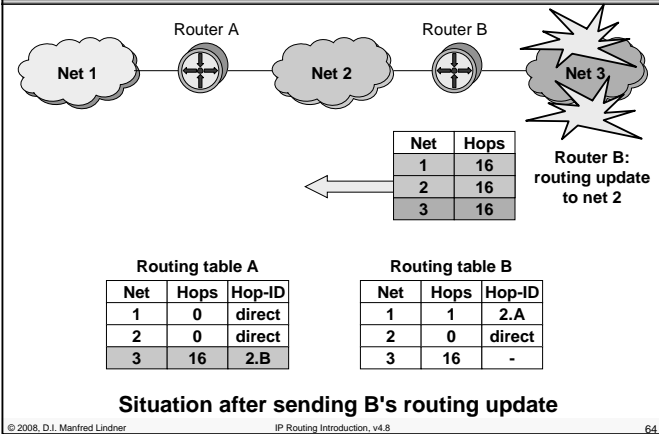 Router A
Router B
Net 1
Net 2
Net 3
Net Hops
1 16
2 16
3 16
Router B:
routing update
to net 2
Routing table A
Net Hops Hop-ID
1 0 direct
2 0 direct
3 16 2.B
Routing table B
Net Hops Hop-ID
1 1 2.A
2 0 direct
3 16 -
Situation after sending B's routing update
© 2008, D.I. Manfred Lindner
IP Routing Introduction, v4.8
64